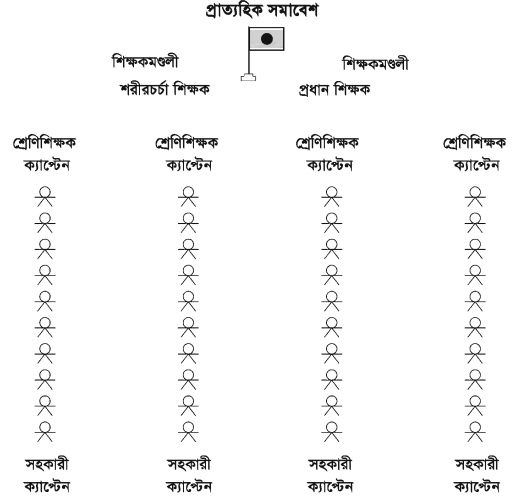 প্রাত্যহিক সমাবেশ
শিক্ষকমণ্ডলী শিক্ষকমণ্ডলী
শরীরচর্চা শিক্ষক প্রধান শিক্ষক
শ্রেণিশিক্ষক শ্রেণিশিক্ষক শ্রেণিশিক্ষক শ্রেণিশিক্ষক
ক্যাপ্টেন ক্যাপ্টেন ক্যাপ্টেন ক্যাপ্টেন
সহকারী সহকারী সহকারী সহকারী
ক্যাপ্টেন ক্যাপ্টেন ক্যাপ্টেন ক্যাপ্টেন